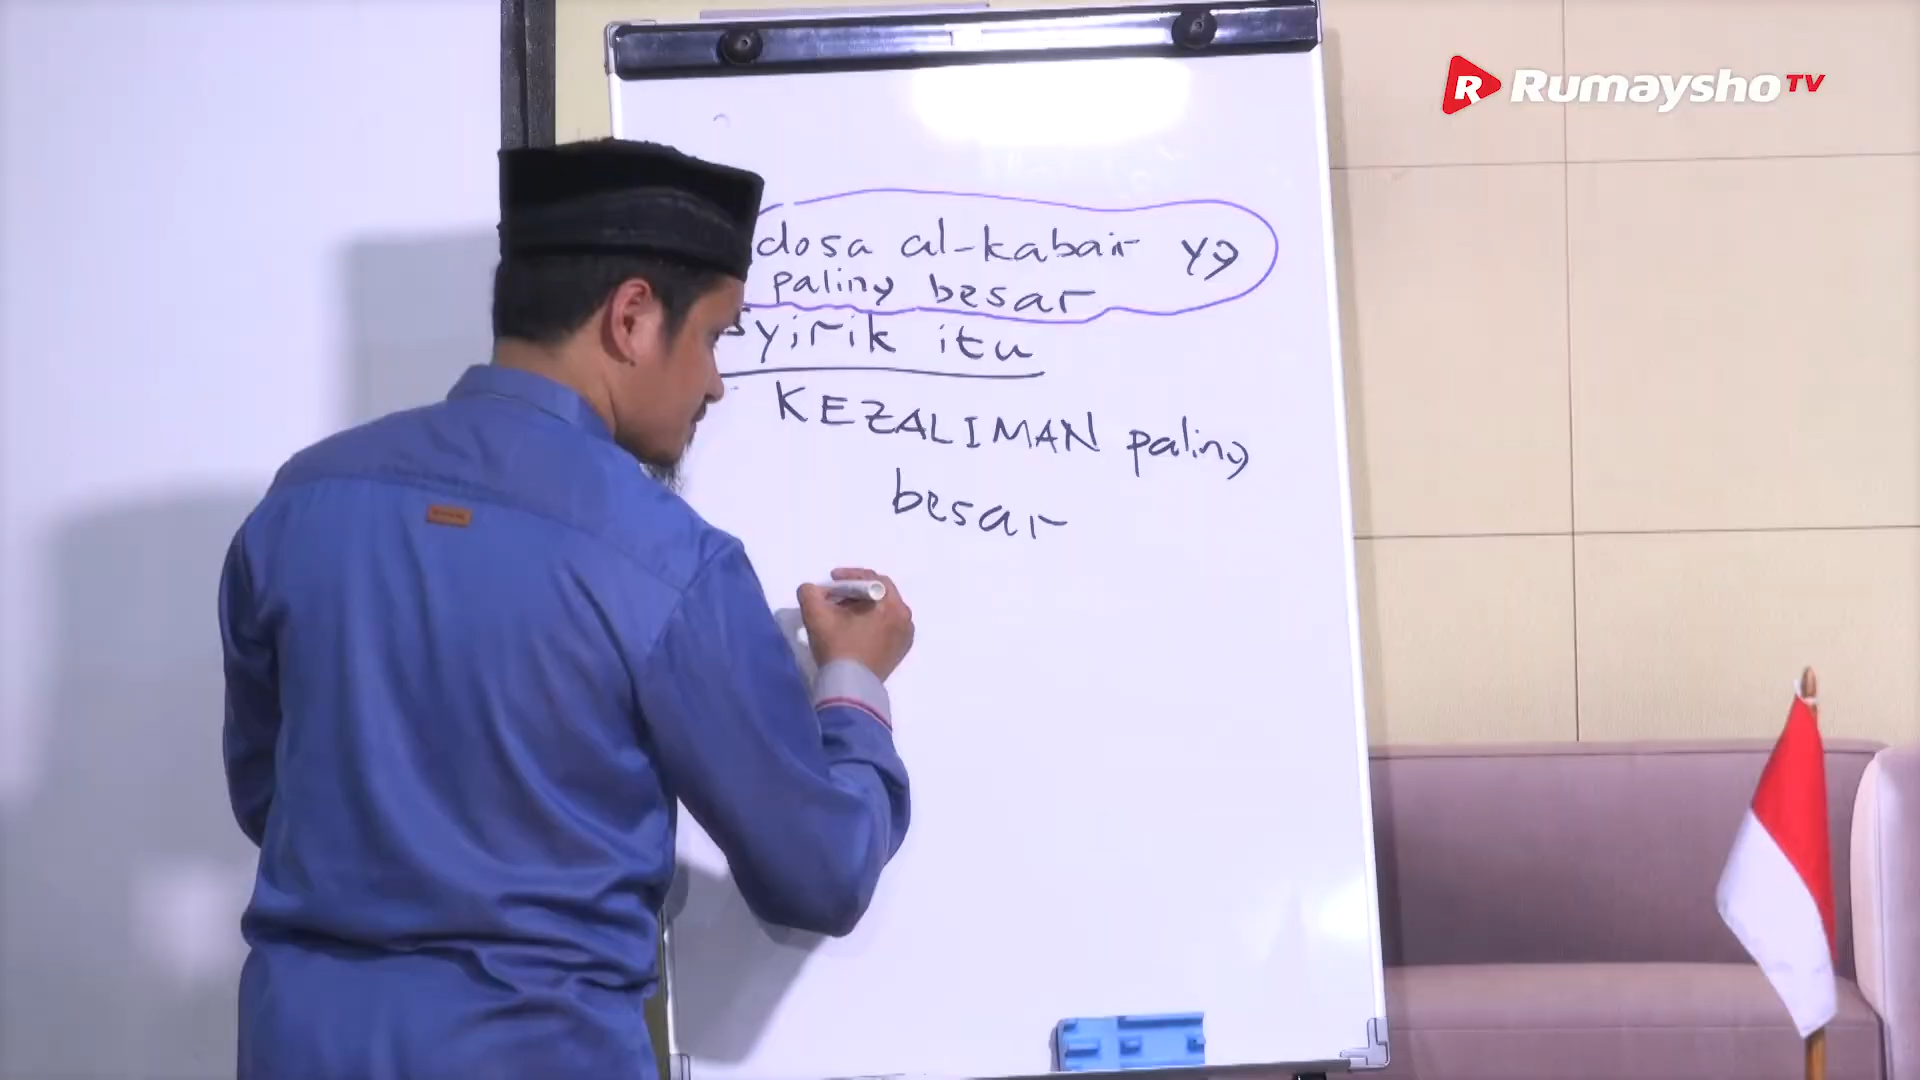 Rumaysho TV
dosa al-kabair yg
paling besar
syirik itu
KEZALIMAN paling
besar